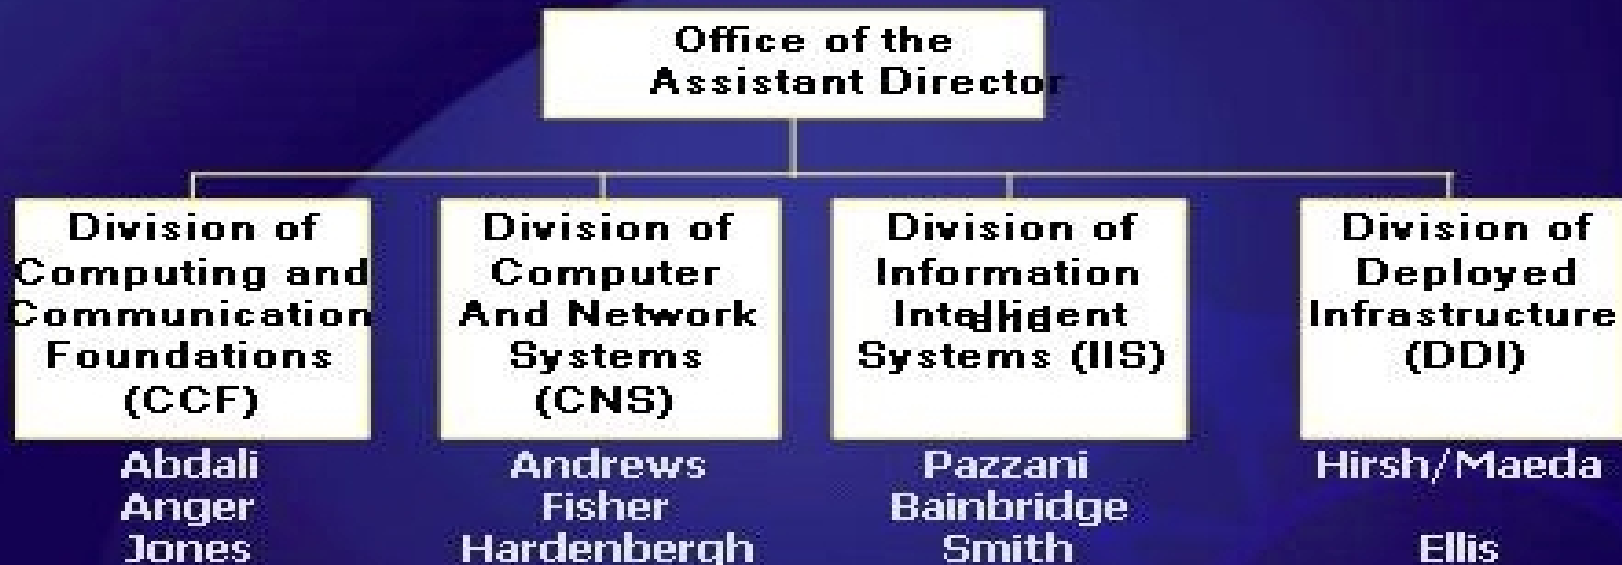 Office of the
Assistant Director
Division of
Computing and
Communication
Foundations
(CCF)
Abdali
Anger
Jones
Division of
Computer
And Network
Systems
(CNS)
Andrews
Fisher
Hardenbergh
Division of
Information
and
Intelligent
Systems (IIS)
Pazzani
Bainbridge
Smith
Division of
Deployed
Infrastructure
(DDI)
Hirsh/Maeda
Ellis